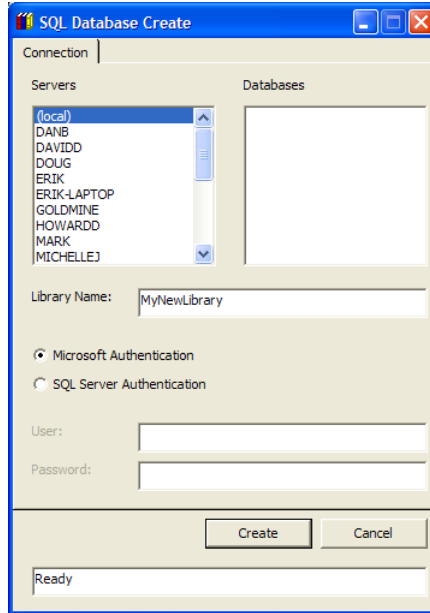 SQL Database Create
Connection
Servers
Databases
(local)
DANB
DAVIDD
DOUG
ERIK
ERIK-LAPTOP
GOLDMINE
HOWARDD
MARK
MICHELLEJ
Library Name:
MyNewLibrary
Microsoft Authentication
SQL Server Authentication
User:
Password:
Create
Cancel
Ready